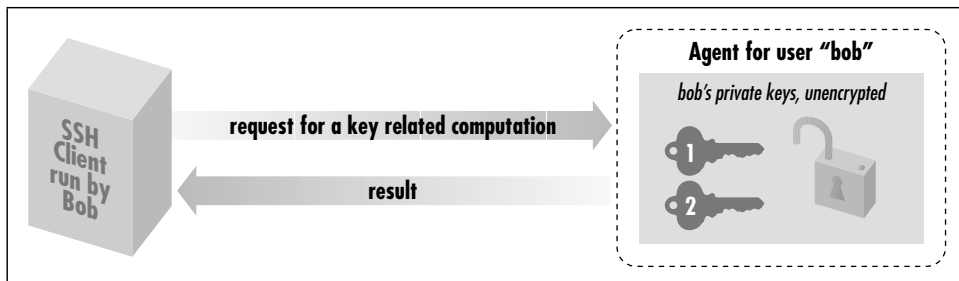 SSH
Client
run by
Bob
request for a key related computation
result
Agent for user “bob”
bob’s private keys, unencrypted
1
2